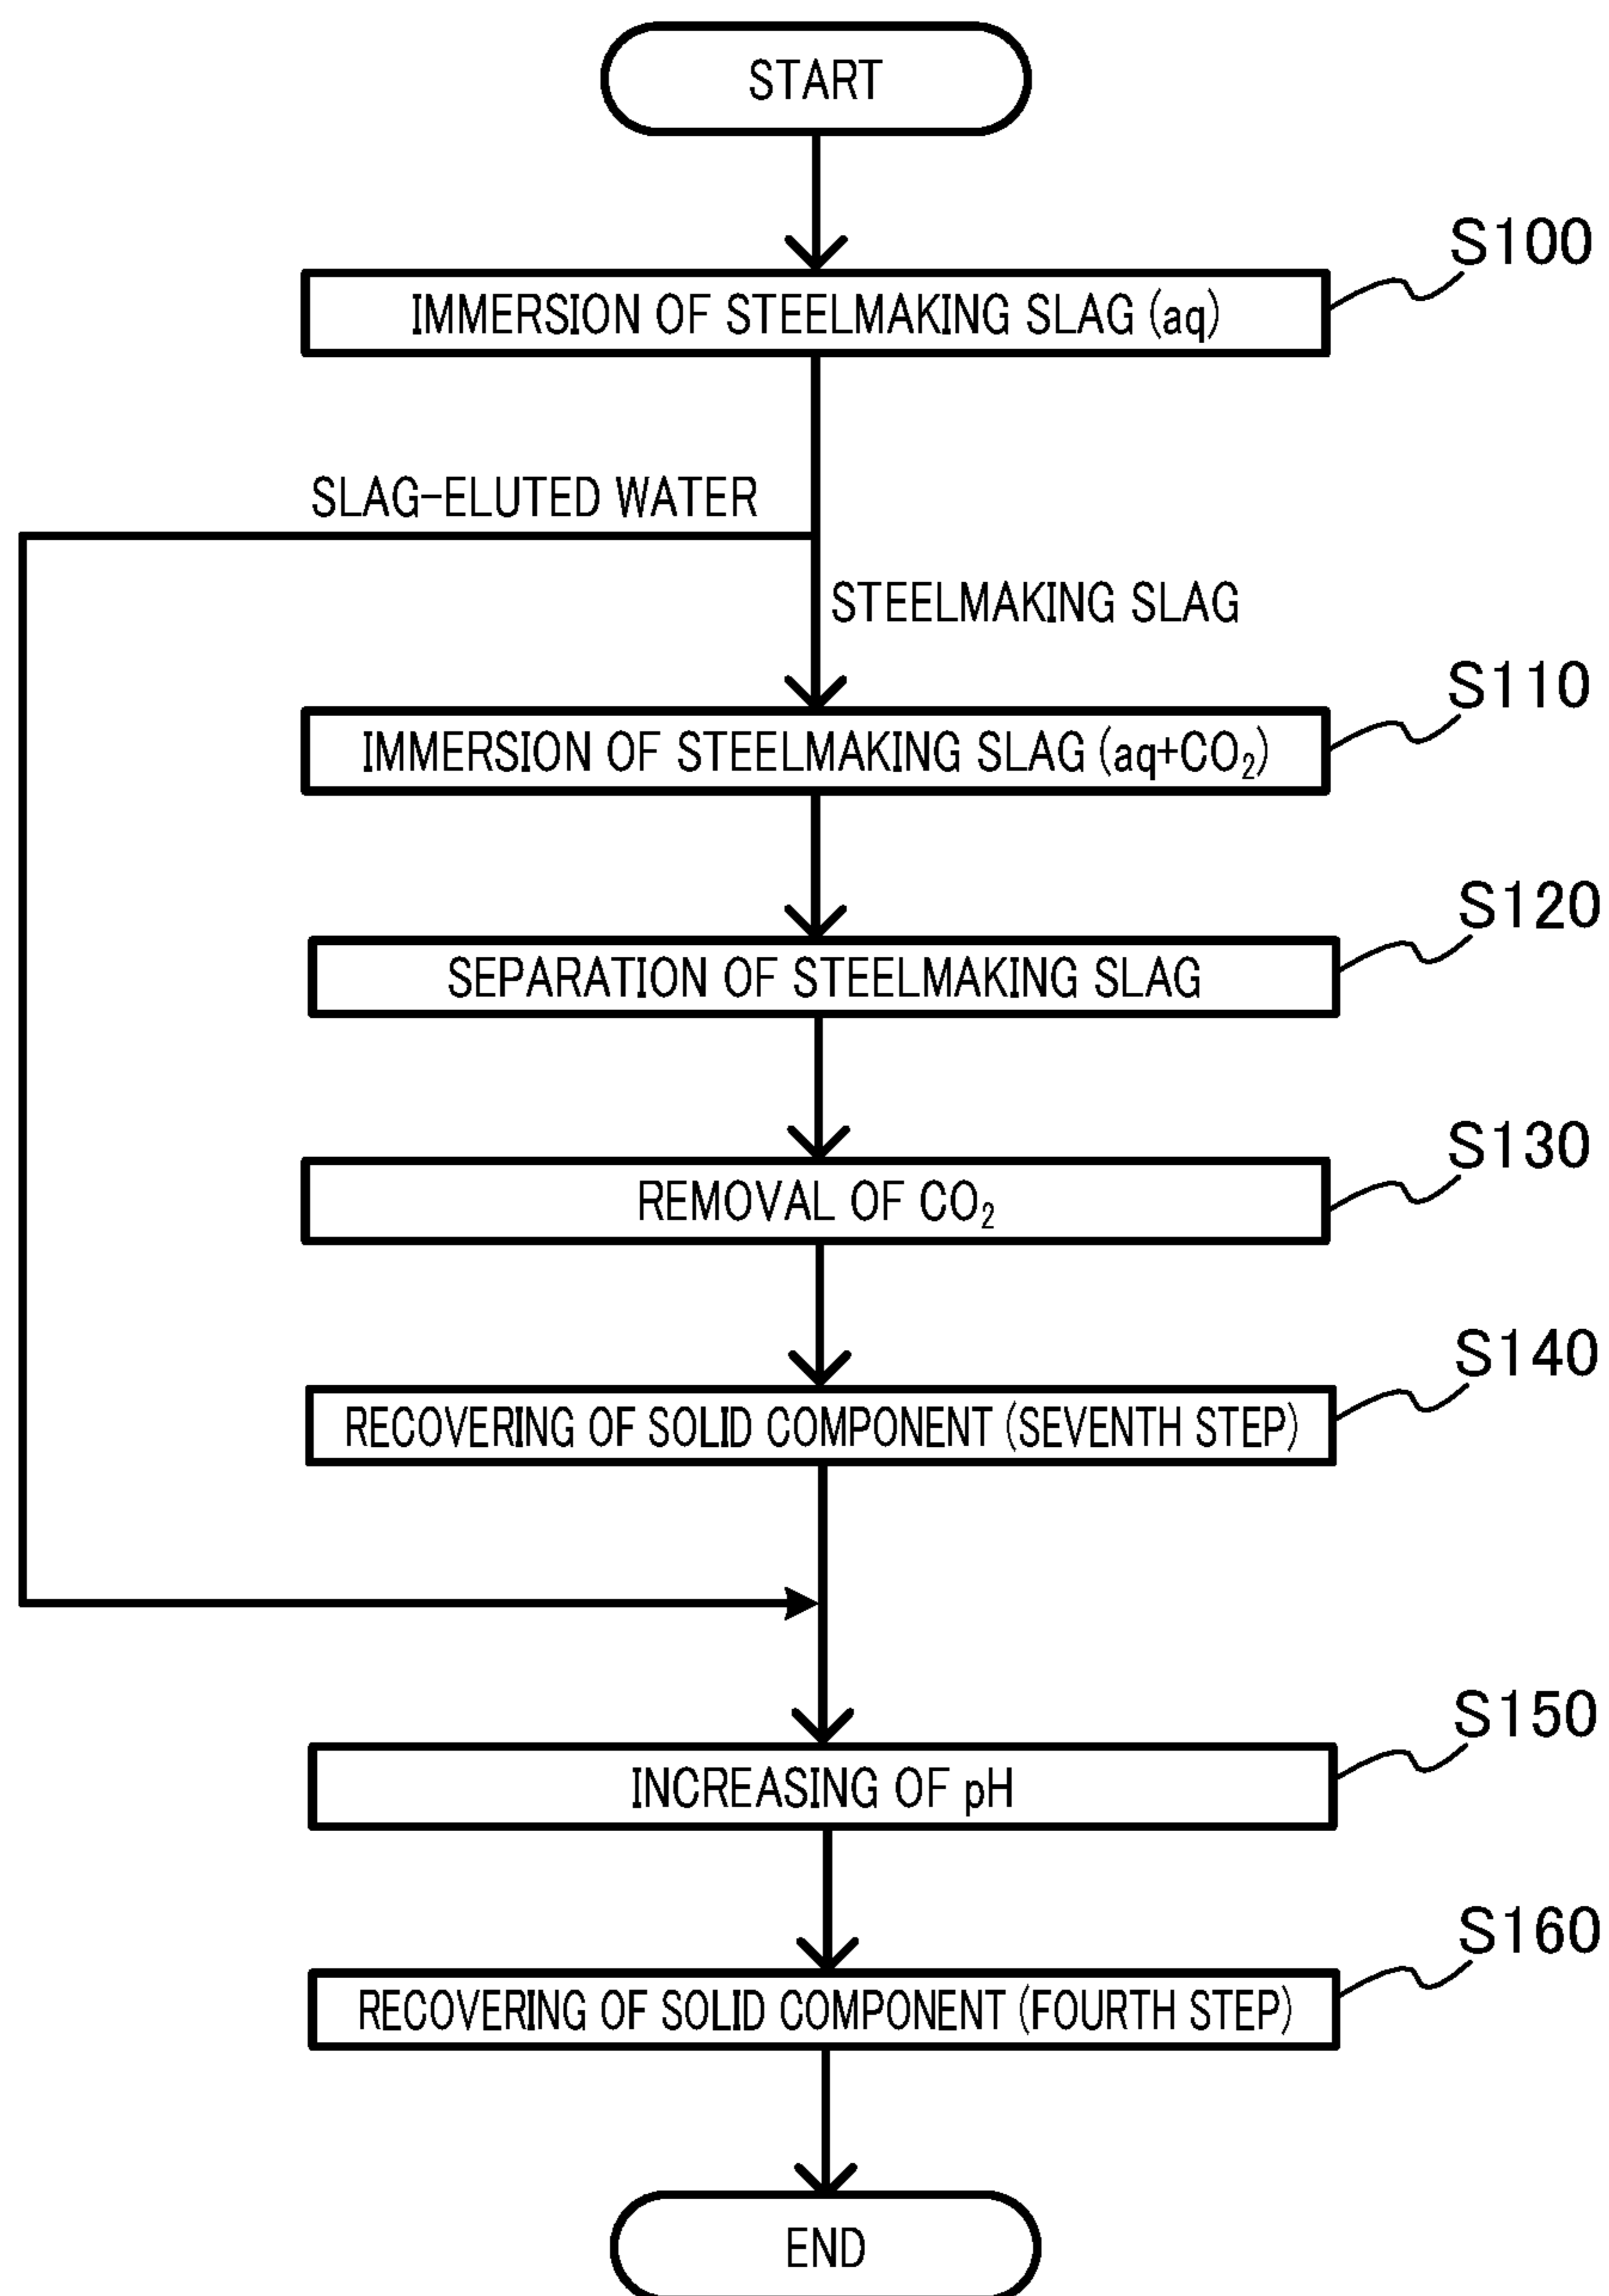 START
S100
IMMERSION OF STEELMAKING SLAG (aq)
SLAG-ELUTED WATER
STEELMAKING SLAG
S110
IMMERSION OF STEELMAKING SLAG (aq+CO₂)
S120
SEPARATION OF STEELMAKING SLAG
S130
REMOVAL OF CO₂
S140
RECOVERING OF SOLID COMPONENT (SEVENTH STEP)
S150
INCREASING OF pH
S160
RECOVERING OF SOLID COMPONENT (FOURTH STEP)
END